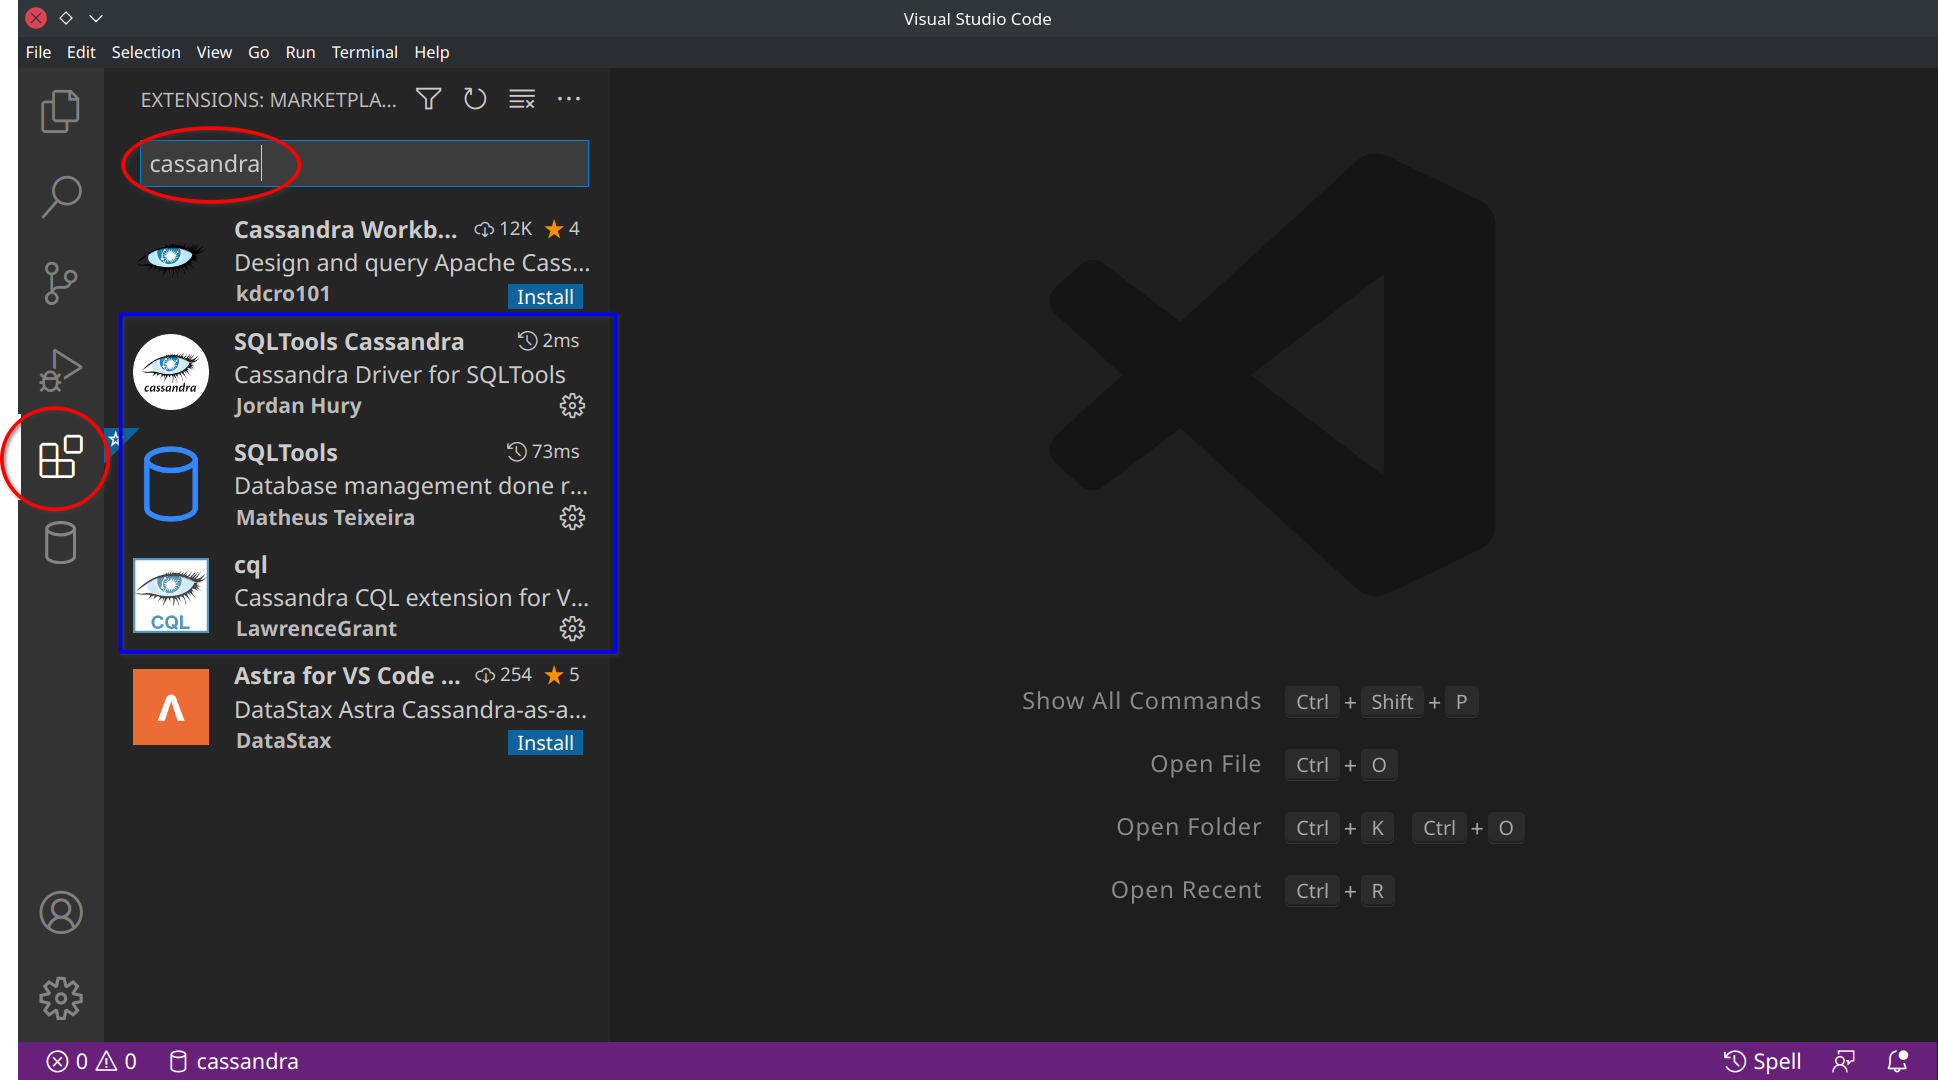 Visual Studio Code
File Edit Selection View Go Run Terminal Help
EXTENSIONS: MARKETPLA...
cassandra
Cassandra Workb... 12K 4
Design and query Apache Cass...
kdcro101 Install
SQLTools Cassandra 2ms
cassandra
Cassandra Driver for SQLTools
Jordan Hury
SQLTools 73ms
Database management done r...
Matheus Teixeira
cql
Cassandra CQL extension for V...
CQL
LawrenceGrant
Astra for VS Code ... 254 5
DataStax Astra Cassandra-as-a...
DataStax Install
Show All Commands Ctrl + Shift + P
Open File Ctrl + O
Open Folder Ctrl + K Ctrl + O
Open Recent Ctrl + R
0 0 cassandra Spell